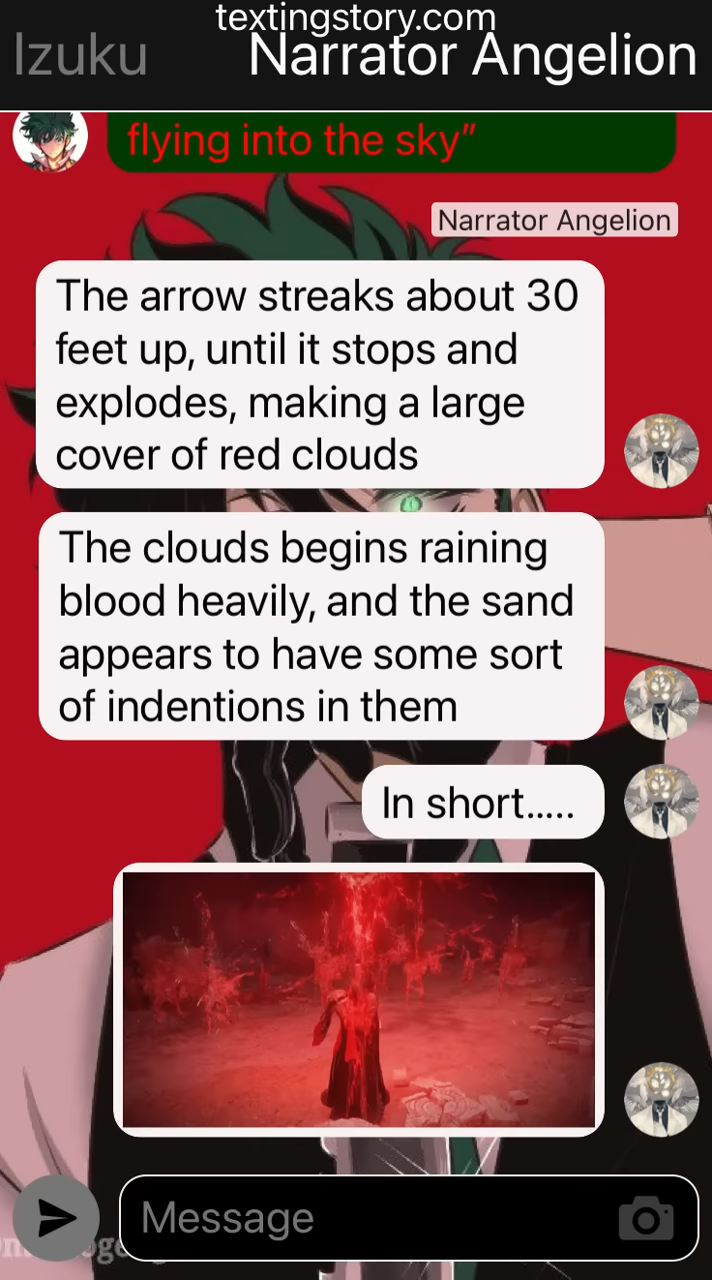 textingstory.com
Izuku
Narrator Angelion
flying into the sky”
Narrator Angelion
The arrow streaks about 30
feet up, until it stops and
explodes, making a large
cover of red clouds
The clouds begins raining
blood heavily, and the sand
appears to have some sort
of indentions in them
In short.....
Message